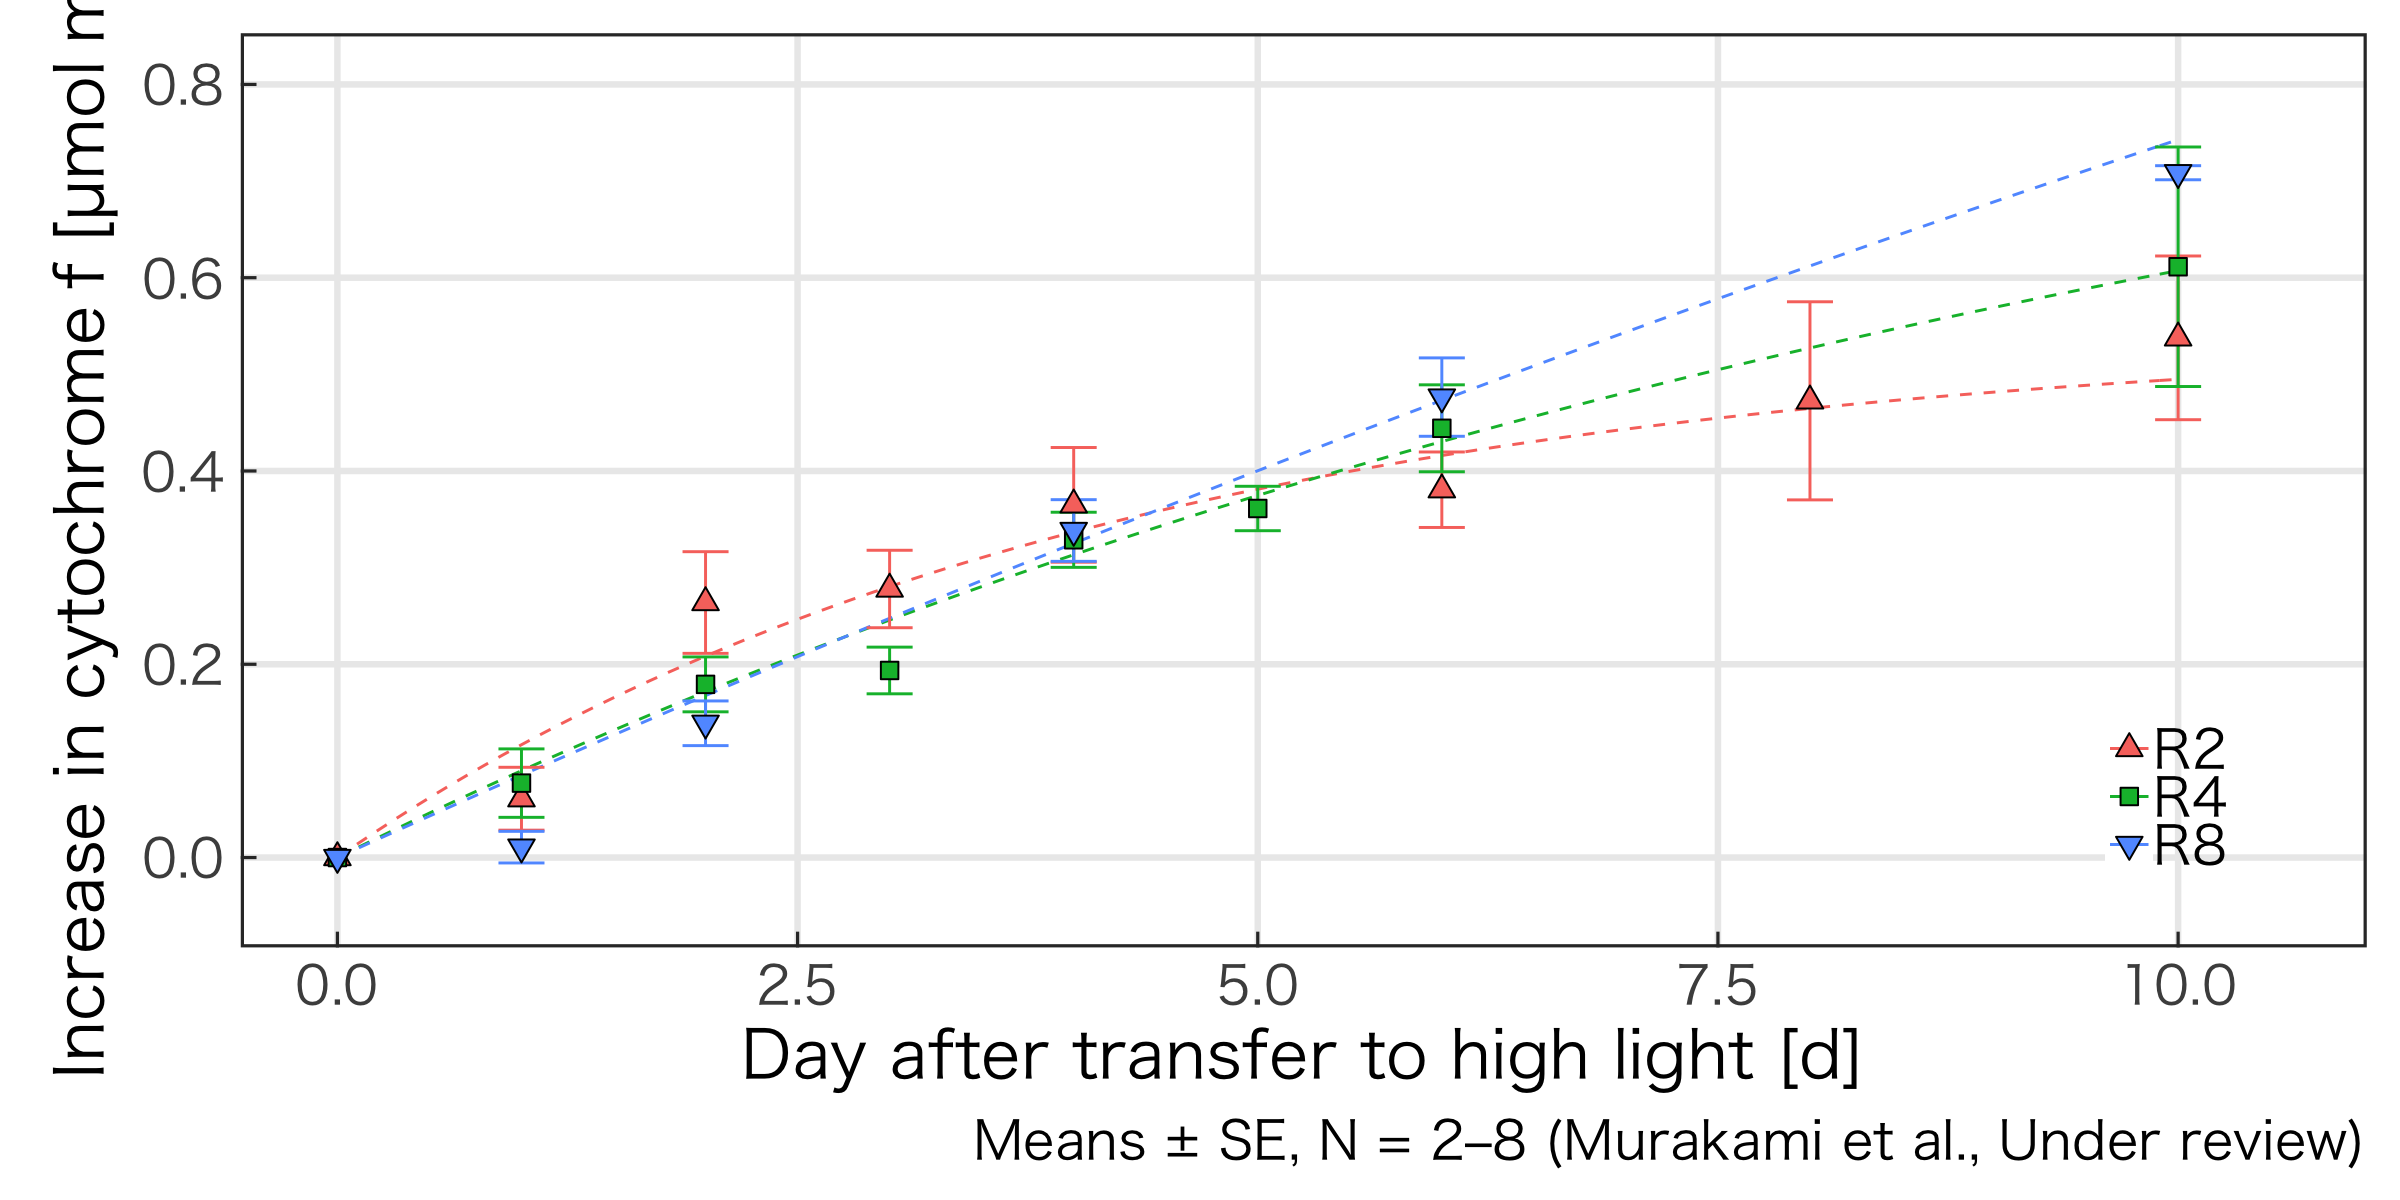 Increase in cytochrome f [µmol m
0.8
0.6
0.4
0.2
0.0
0.0 2.5 5.0 7.5 10.0
R2
R4
R8
Day after transfer to high light [d]
Means ± SE, N = 2–8 (Murakami et al., Under review)